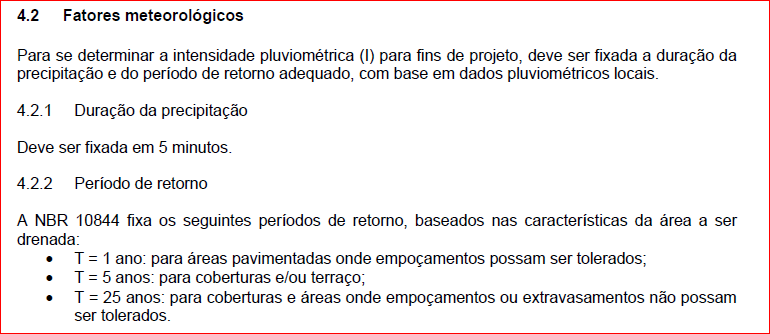 4.2 Fatores meteorológicos
Para se determinar a intensidade pluviométrica (I) para fins de projeto, deve ser fixada a duração da
precipitação e do período de retorno adequado, com base em dados pluviométricos locais.
4.2.1 Duração da precipitação
Deve ser fixada em 5 minutos.
4.2.2 Período de retorno
A NBR 10844 fixa os seguintes períodos de retorno, baseados nas características da área a ser
drenada:
• T = 1 ano: para áreas pavimentadas onde empoçamentos possam ser tolerados;
• T = 5 anos: para coberturas e/ou terraço;
• T = 25 anos: para coberturas e áreas onde empoçamentos ou extravasamentos não possam
ser tolerados.